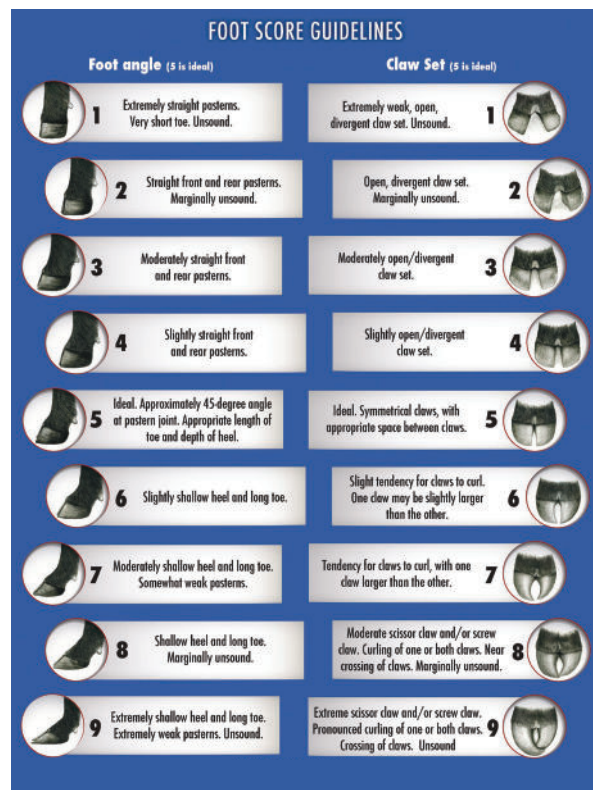 FOOT SCORE GUIDELINES
Foot angle (5 is ideal)
1
Extremely straight pasterns.
Very short toe. Unsound.
2
Straight front and rear pasterns.
Marginally unsound.
3
Moderately straight front
and rear pasterns.
4
Slightly straight front
and rear pasterns.
5
Ideal. Approximately 45-degree angle
at pastern joint. Appropriate length of
toe and depth of heel.
6
Slightly shallow heel and long toe.
7
Moderately shallow heel and long toe.
Somewhat weak pasterns.
8
Shallow heel and long toe.
Marginally unsound.
9
Extremely shallow heel and long toe.
Extremely weak pasterns. Unsound.
Claw Set (5 is ideal)
Extremely weak, open,
divergent claw set. Unsound.
1
Open, divergent claw set.
Marginally unsound.
2
Moderately open/divergent
claw set.
3
Slightly open/divergent
claw set.
4
Ideal. Symmetrical claws, with
appropriate space between claws.
5
Slight tendency for claws to curl.
One claw may be slightly larger
than the other.
6
Tendency for claws to curl, with one
claw larger than the other.
7
Moderate scissor claw and/or screw
claw. Curling of one or both claws. Near
crossing of claws. Marginally unsound.
8
Extreme scissor claw and/or screw claw.
Pronounced curling of one or both claws.
Crossing of claws. Unsound
9